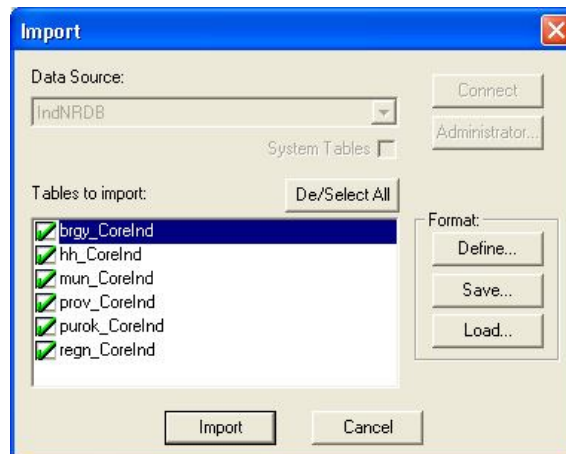 Import
Data Source:
Connect
IndNRDB
Administrator...
System Tables
Tables to import:
De/Select All
brgy_CoreInd
hh_CoreInd
mun_CoreInd
prov_CoreInd
purok_CoreInd
regn_CoreInd
Format:
Define...
Save...
Load...
Import
Cancel